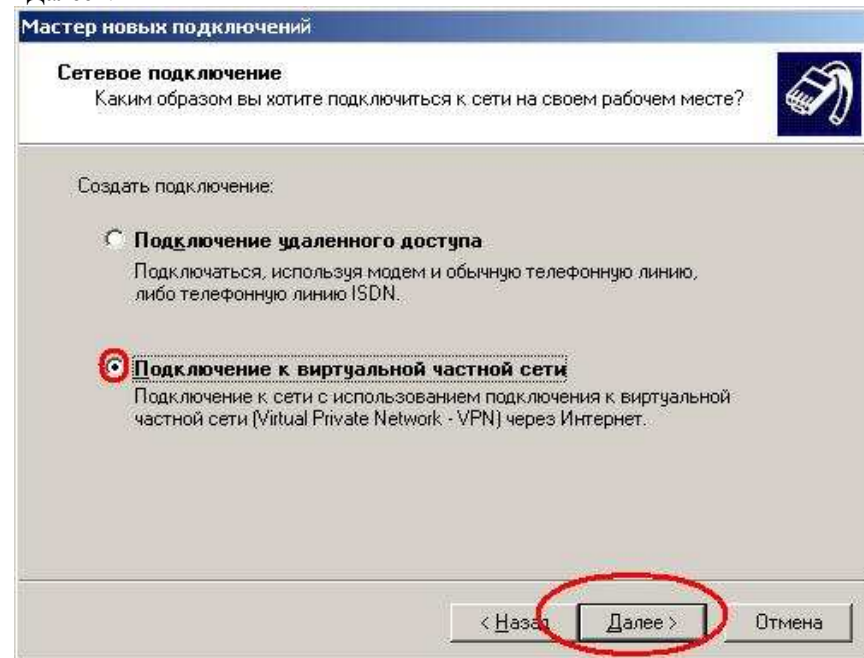 Мастер новых подключений
Сетевое подключение
Каким образом вы хотите подключиться к сети на своем рабочем месте?
Создать подключение:
Подключение удаленного доступа
Подключаться, используя модем и обычную телефонную линию,
либо телефонную линию ISDN.
Подключение к виртуальной частной сети
Подключение к сети с использованием подключения к виртуальной
частной сети (Virtual Private Network - VPN) через Интернет.
< Назад Далее > Отмена